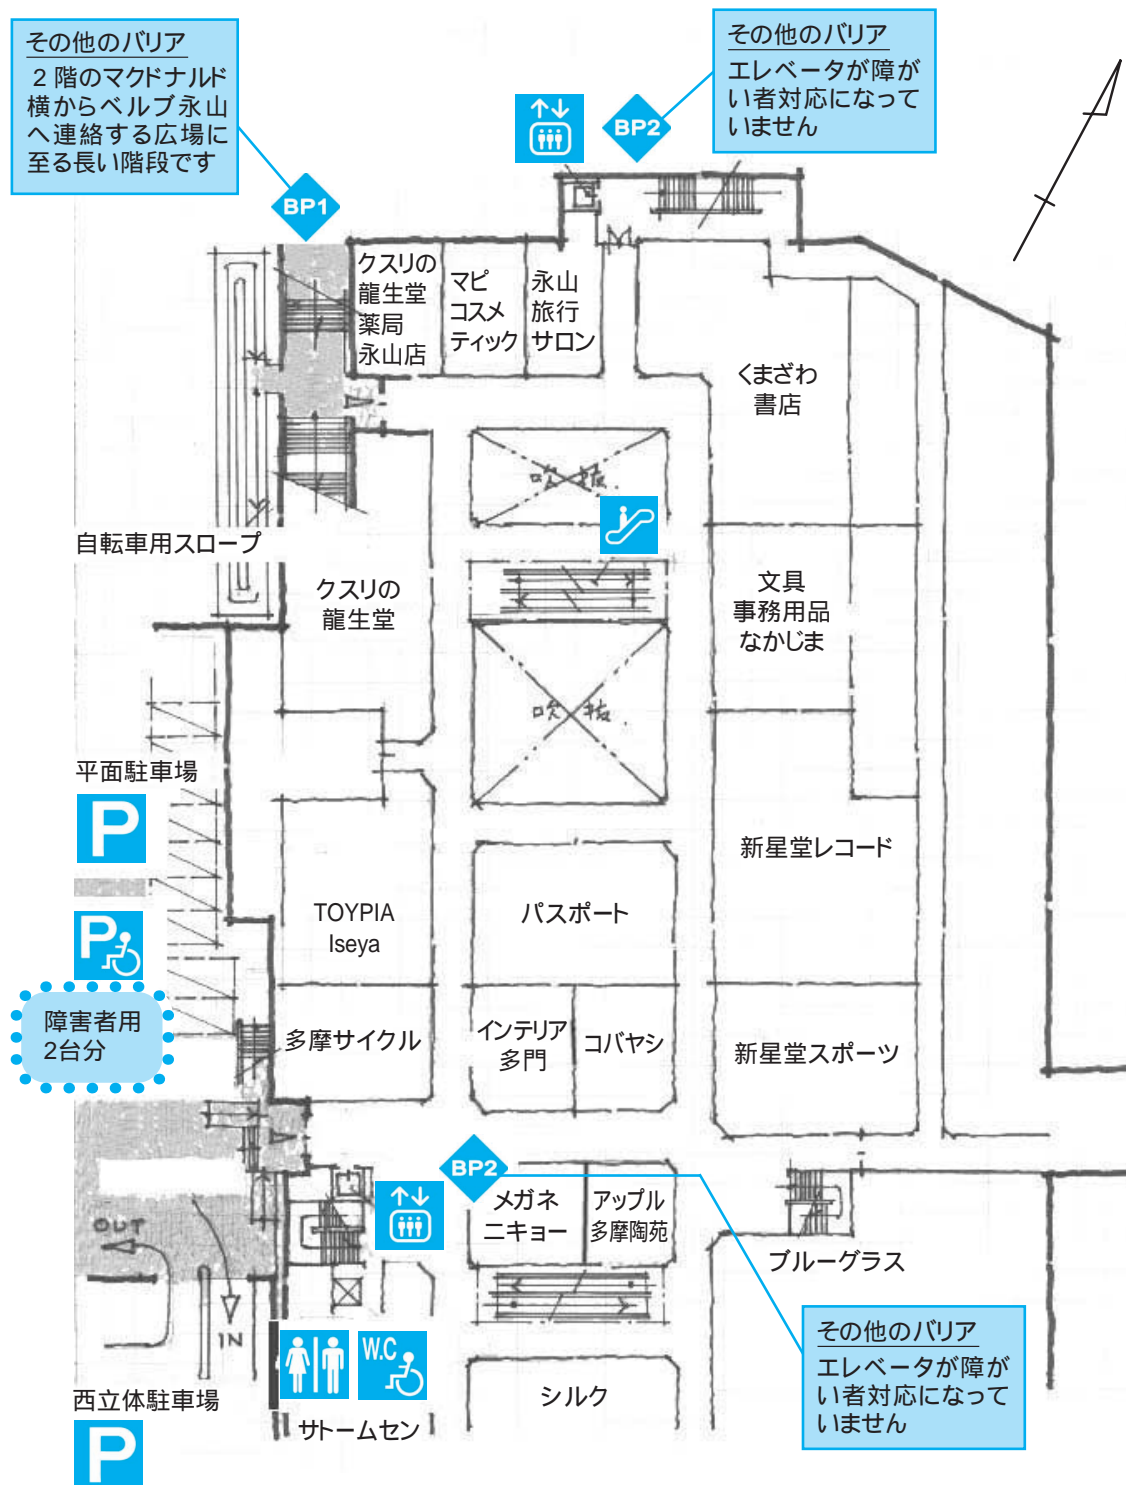 その他のバリア
2階のマクドナルド
横からベルブ永山
へ連絡する広場に
至る長い階段です
その他のバリア
エレベータが障が
い者対応になって
いません
BP2
BP1
クスリの
龍生堂
薬局
永山店
マピ
コスメ
ティック
永山
旅行
サロン
くまざわ
書店
吹抜
自転車用スロープ
クスリの
龍生堂
文具
事務用品
なかじま
吹抜
平面駐車場
P
新星堂レコード
TOYPIA
Iseya
パスポート
P
障害者用
2台分
多摩サイクル
インテリア
多門
コバヤシ
新星堂スポーツ
BP2
メガネ
ニキョー
アップル
多摩陶苑
OUT
IN
ブルーグラス
その他のバリア
エレベータが障が
い者対応になって
いません
W.C
西立体駐車場
P
サトームセン
シルク